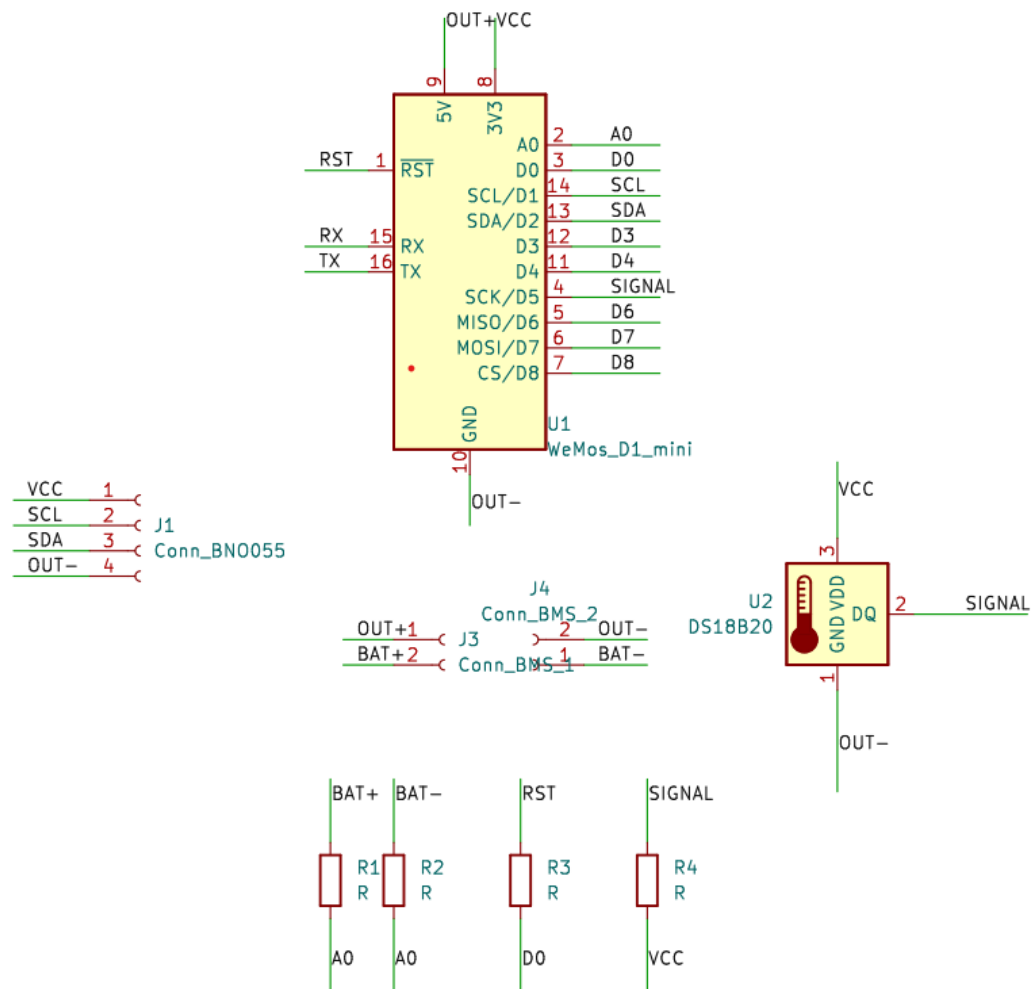 OUT+VCC
9 8
5V 3V3
RST 1 RST
A0 2 A0
D0 3 D0
SCL/D1 14 SCL
SDA/D2 13 SDA
RX 15 RX
D3 12 D3
TX 16 TX
D4 11 D4
SCK/D5 4 SIGNAL
MISO/D6 5 D6
MOSI/D7 6 D7
CS/D8 7 D8
GND
10
OUT-
U1
WeMos_D1_mini
VCC 1
SCL 2
SDA 3
OUT- 4
J1
Conn_BNO055
VCC
3
U2
DS18B20
VDD
GND
DQ 2 SIGNAL
1
OUT-
J4
Conn_BMS_2
OUT+ 1
BAT+ 2
J3
Conn_BMS_1
2 OUT-
1 BAT-
BAT+ BAT- RST SIGNAL
R1 R2 R3 R4
R R R R
A0 A0 D0 VCC